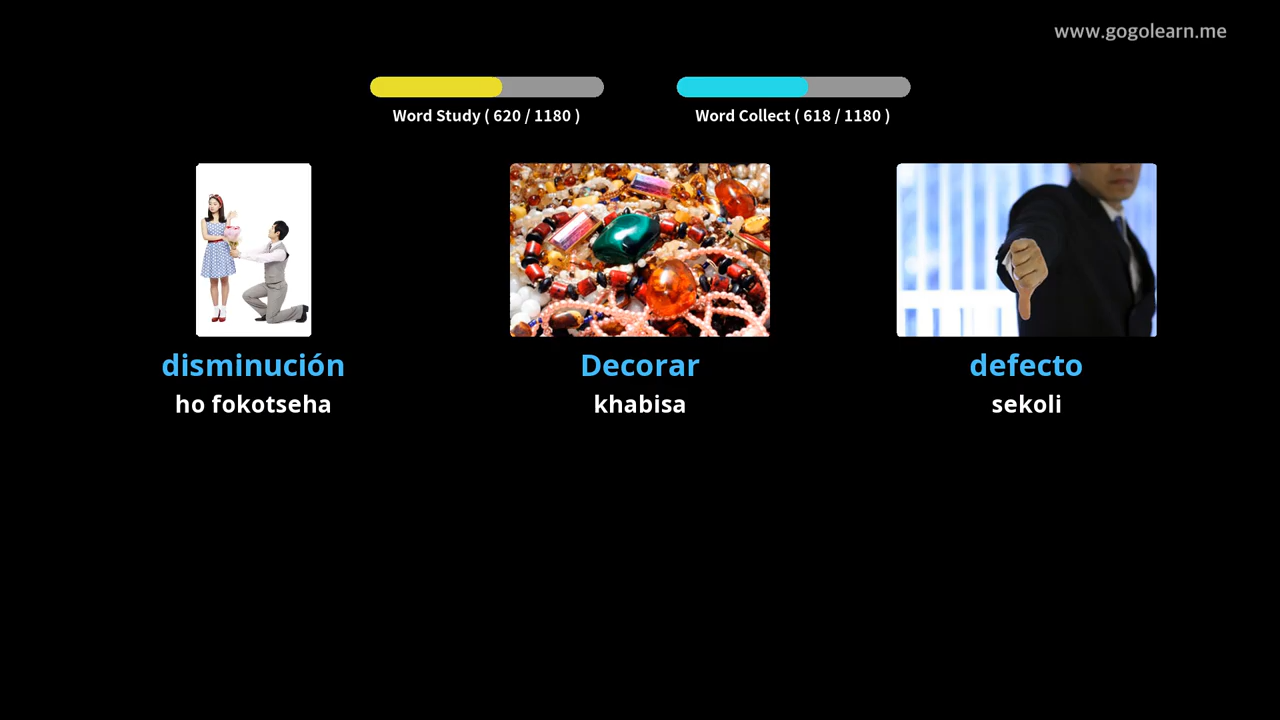 www.gogolearn.me
Word Study ( 620 / 1180 )
Word Collect ( 618 / 1180 )
disminución
ho fokotseha
Decorar
khabisa
defecto
sekoli